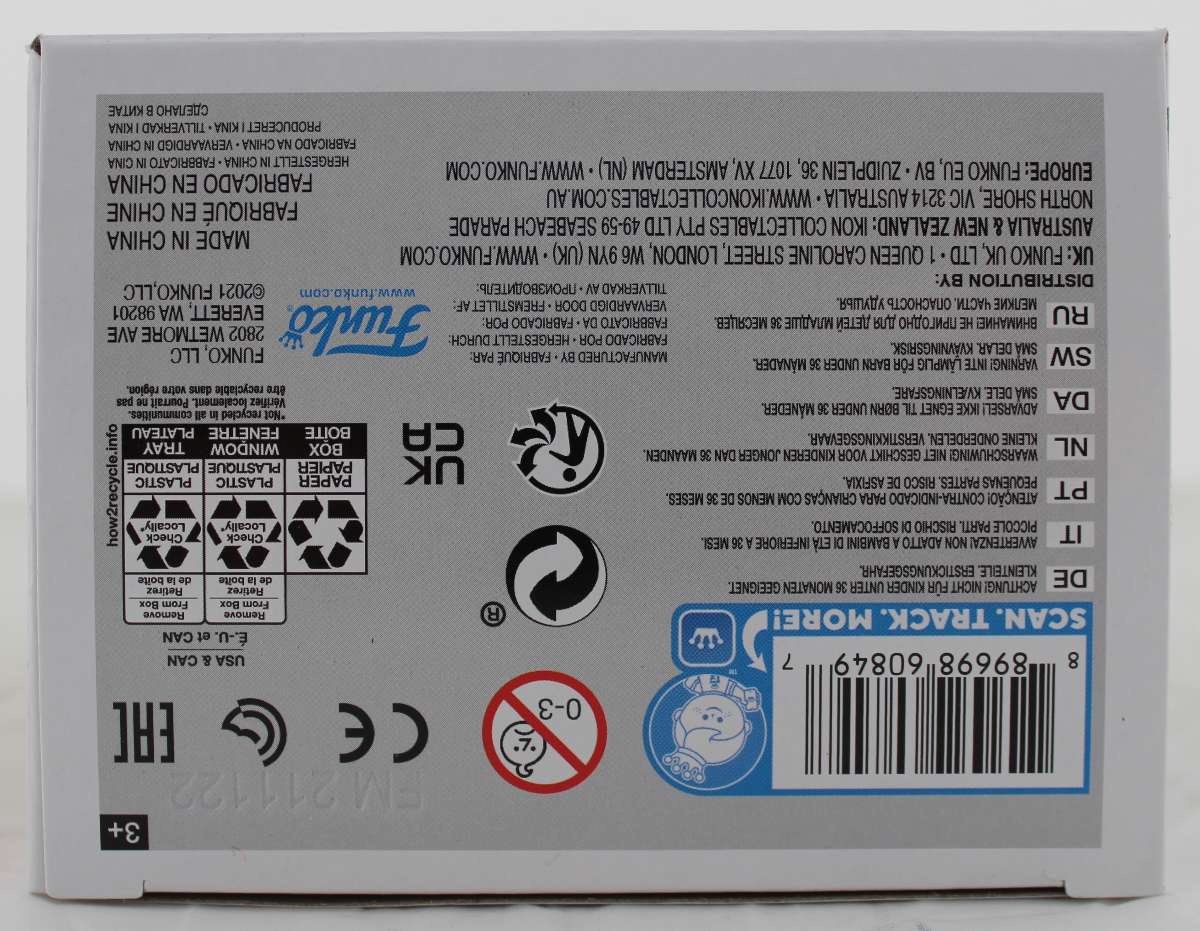 3+
211122
8 89698 60849 7
SCAN. TRACK. MORE!
™
0-3
CE
EAC
USA & CAN
É.-U. et CAN
Remove From Box
Retirez de la boîte
Remove From Box
Retirez de la boîte
Check Locally*
Check Locally*
PAPER
PAPIER
PLASTIC
PLASTIQUE
PLASTIC
PLASTIQUE
BOX
BOÎTE
WINDOW
FENÊTRE
TRAY
PLATEAU
how2recycle.info
*Not recycled in all communities.
Vérifiez localement. Pourrait ne pas
être recyclable dans votre région.
®
UK
CA
DE ACHTUNG! NICHT FÜR KINDER UNTER 36 MONATEN GEEIGNET.
KLEINTEILE. ERSTICKUNGSGEFAHR.
IT AVVERTENZA! NON ADATTO A BAMBINI DI ETÀ INFERIORE A 36 MESI.
PICCOLE PARTI. RISCHIO DI SOFFOCAMENTO.
PT ATENÇÃO! CONTRA-INDICADO PARA CRIANÇAS COM MENOS DE 36 MESES.
PEQUENAS PARTES. RISCO DE ASFIXIA.
NL WAARSCHUWING! NIET GESCHIKT VOOR KINDEREN JONGER DAN 36 MAANDEN.
KLEINE ONDERDELEN. VERSTIKKINGSGEVAAR.
DA ADVARSEL! IKKE EGNET TIL BØRN UNDER 36 MÅNEDER.
SMÅ DELE. KVÆLNINGSFARE.
SW VARNING! INTE LÄMPLIG FÖR BARN UNDER 36 MÅNADER.
SMÅ DELAR. KVÄVNINGSRISK.
RU ВНИМАНИЕ! НЕ ПРИГОДНО ДЛЯ ДЕТЕЙ МЛАДШЕ 36 МЕСЯЦЕВ.
МЕЛКИЕ ЧАСТИ. ОПАСНОСТЬ УДУШЬЯ.
MANUFACTURED BY • FABRIQUÉ PAR:
FABRICADO POR • HERGESTELLT DURCH:
FABBRICATO DA • FABRICADO POR:
VERVAARDIGD DOOR • FREMSTILLET AF:
TILLVERKAD AV • ПРОИЗВОДИТЕЛЬ:
Funko®
www.funko.com
FUNKO, LLC
2802 WETMORE AVE
EVERETT, WA 98201
©2021 FUNKO,LLC
DISTRIBUTION BY:
UK: FUNKO UK, LTD • 1 QUEEN CAROLINE STREET, LONDON, W6 9YN (UK) • WWW.FUNKO.COM
AUSTRALIA & NEW ZEALAND: IKON COLLECTABLES PTY LTD 49-59 SEABEACH PARADE
NORTH SHORE, VIC 3214 AUSTRALIA • WWW.IKONCOLLECTABLES.COM.AU
EUROPE: FUNKO EU, BV • ZUIDPLEIN 36, 1077 XV, AMSTERDAM (NL) • WWW.FUNKO.COM
MADE IN CHINA
FABRIQUÉ EN CHINE
FABRICADO EN CHINA
HERGESTELLT IN CHINA • FABBRICATO IN CINA
FABRICADO NA CHINA • VERVAARDIGD IN CHINA
PRODUCERET I KINA • TILLVERKAD I KINA
СДЕЛАНО В КИТАЕ